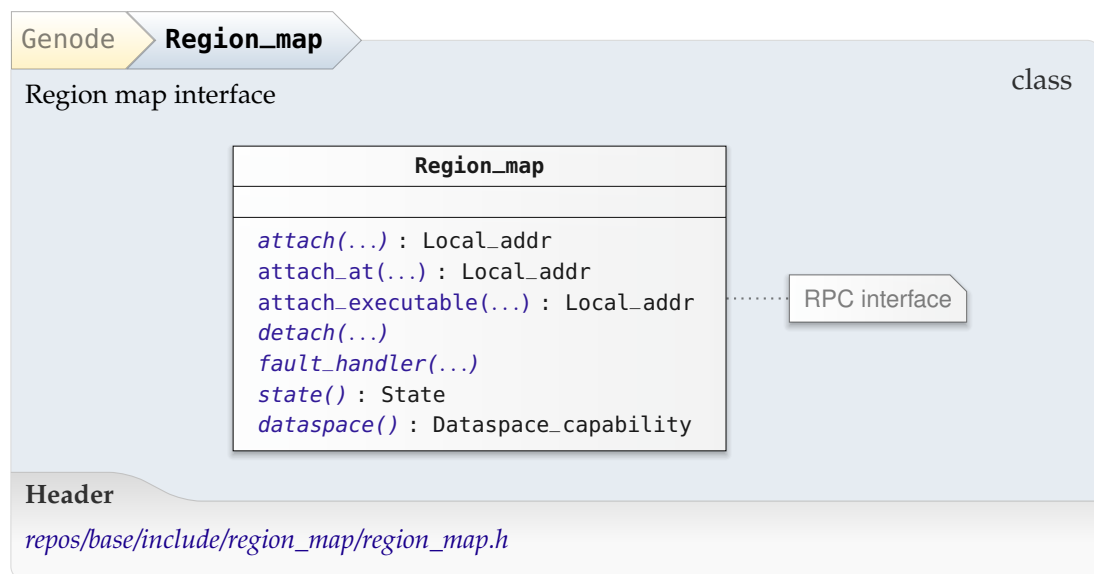 Genode Region_map
class
Region map interface
Region_map
attach(...) : Local_addr
attach_at(...) : Local_addr
attach_executable(...) : Local_addr
RPC interface
detach(...)
fault_handler(...)
state() : State
dataspace() : Dataspace_capability
Header
repos/base/include/region_map/region_map.h